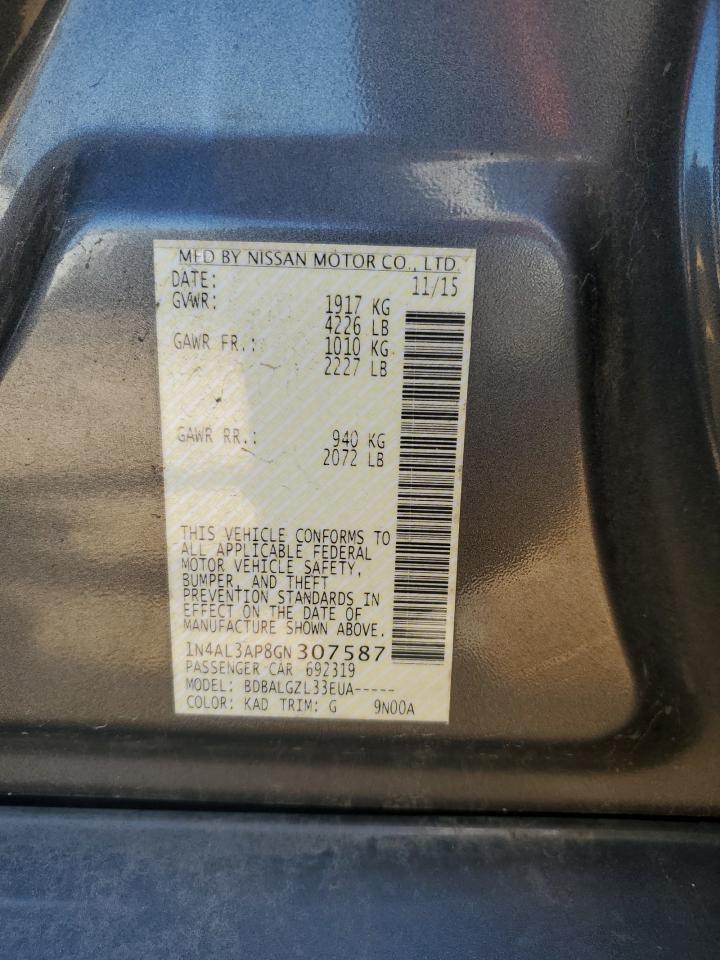 MFD BY NISSAN MOTOR CO., LTD.
DATE: 11/15
GVWR: 1917 KG
4226 LB
GAWR FR.: 1010 KG
2227 LB
GAWR RR.: 940 KG
2072 LB
THIS VEHICLE CONFORMS TO
ALL APPLICABLE FEDERAL
MOTOR VEHICLE SAFETY,
BUMPER, AND THEFT
PREVENTION STANDARDS IN
EFFECT ON THE DATE OF
MANUFACTURE SHOWN ABOVE.
1N4AL3AP8GN307587
PASSENGER CAR 692319
MODEL: BDBALGZL33EUA-----
COLOR: KAD TRIM: G 9N00A